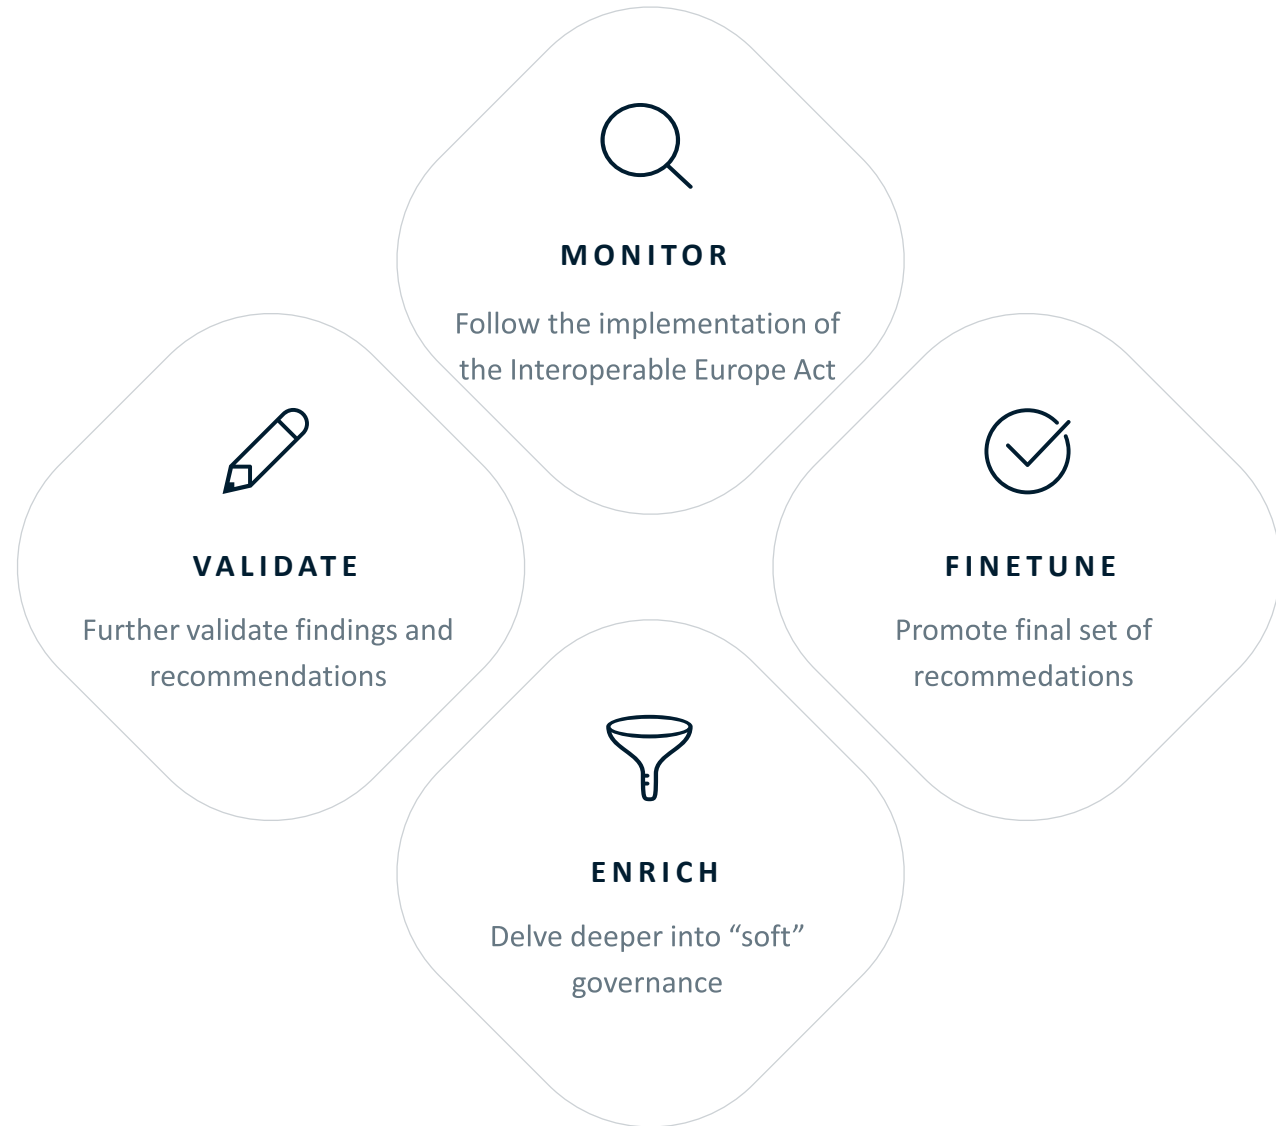 MONITOR
Follow the implementation of
the Interoperable Europe Act
VALIDATE
Further validate findings and
recommendations
FINETUNE
Promote final set of
recommedations
ENRICH
Delve deeper into “soft”
governance